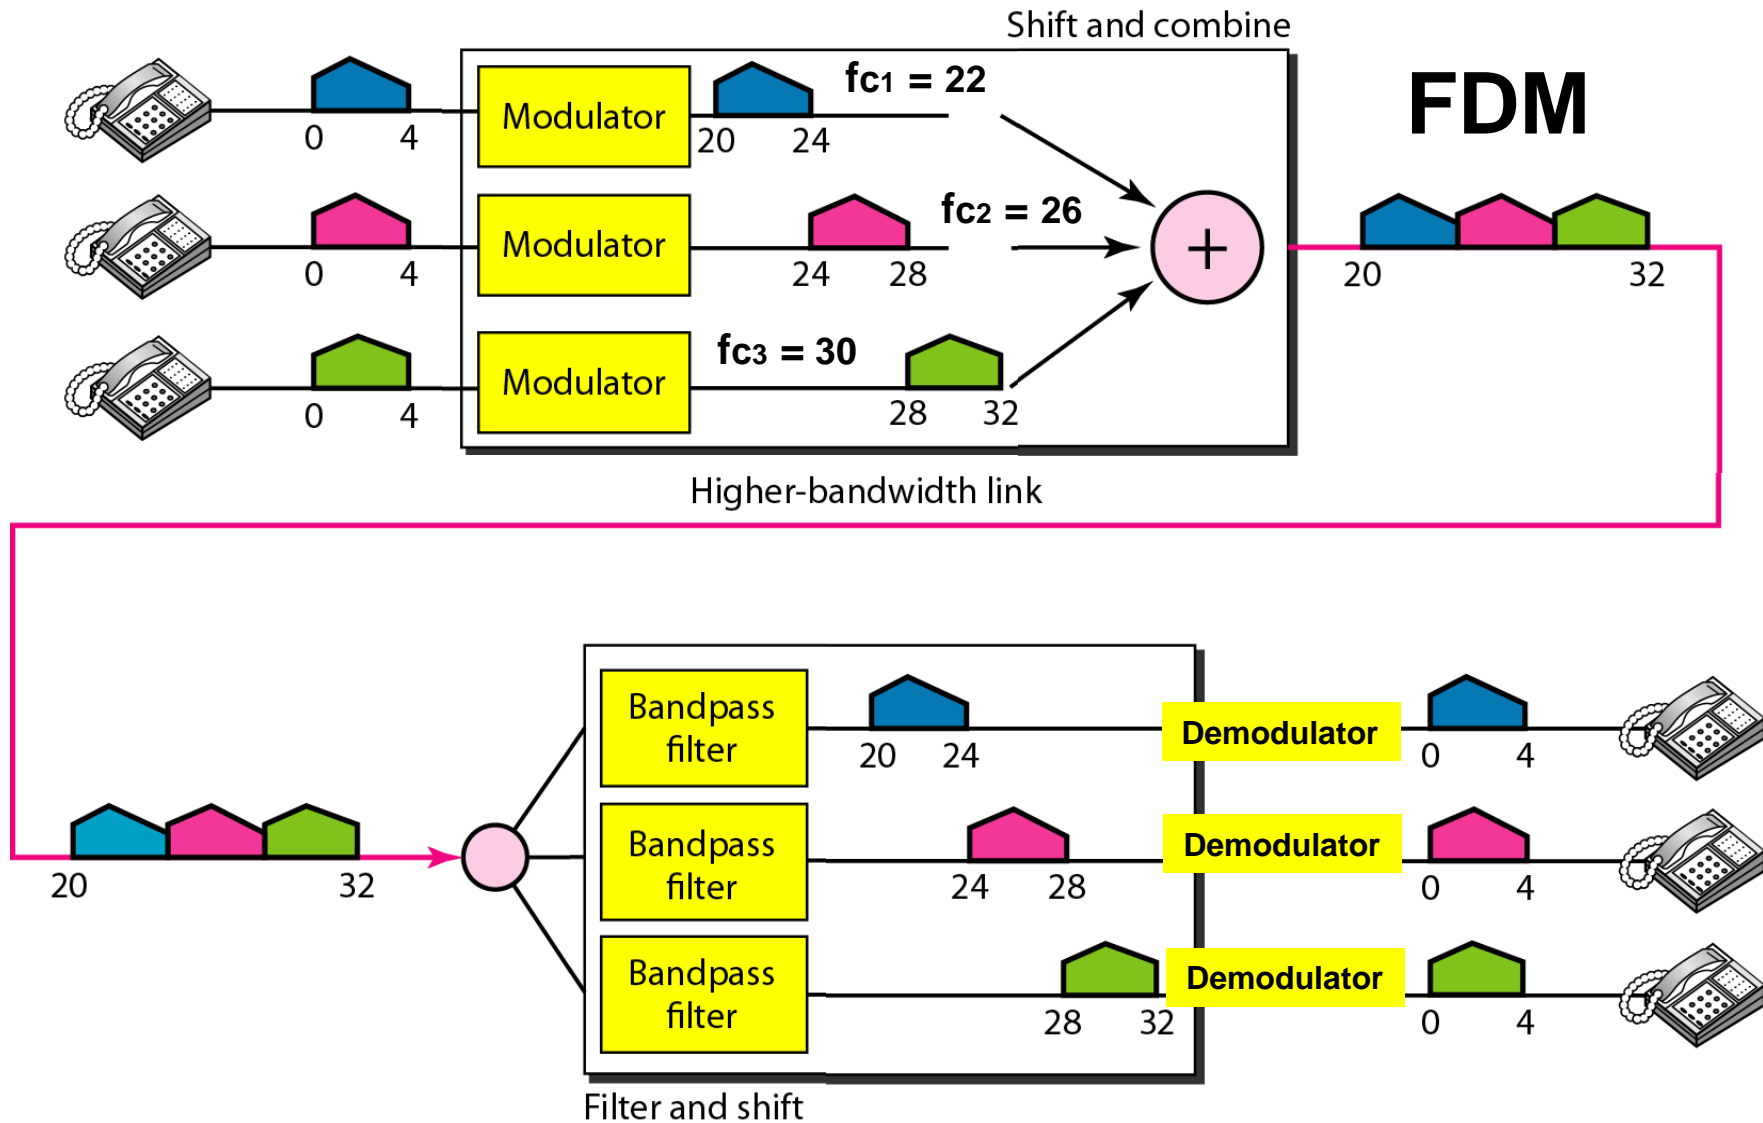 Shift and combine
FDM
Modulator
fc1 = 22
0 4
20 24
Modulator
fc2 = 26
+
0 4
24 28
20 32
Modulator
fc3 = 30
0 4
28 32
Higher-bandwidth link
Bandpass
filter
Demodulator
20 24
0 4
Bandpass
filter
Demodulator
20 32
24 28
0 4
Bandpass
filter
Demodulator
28 32
0 4
Filter and shift